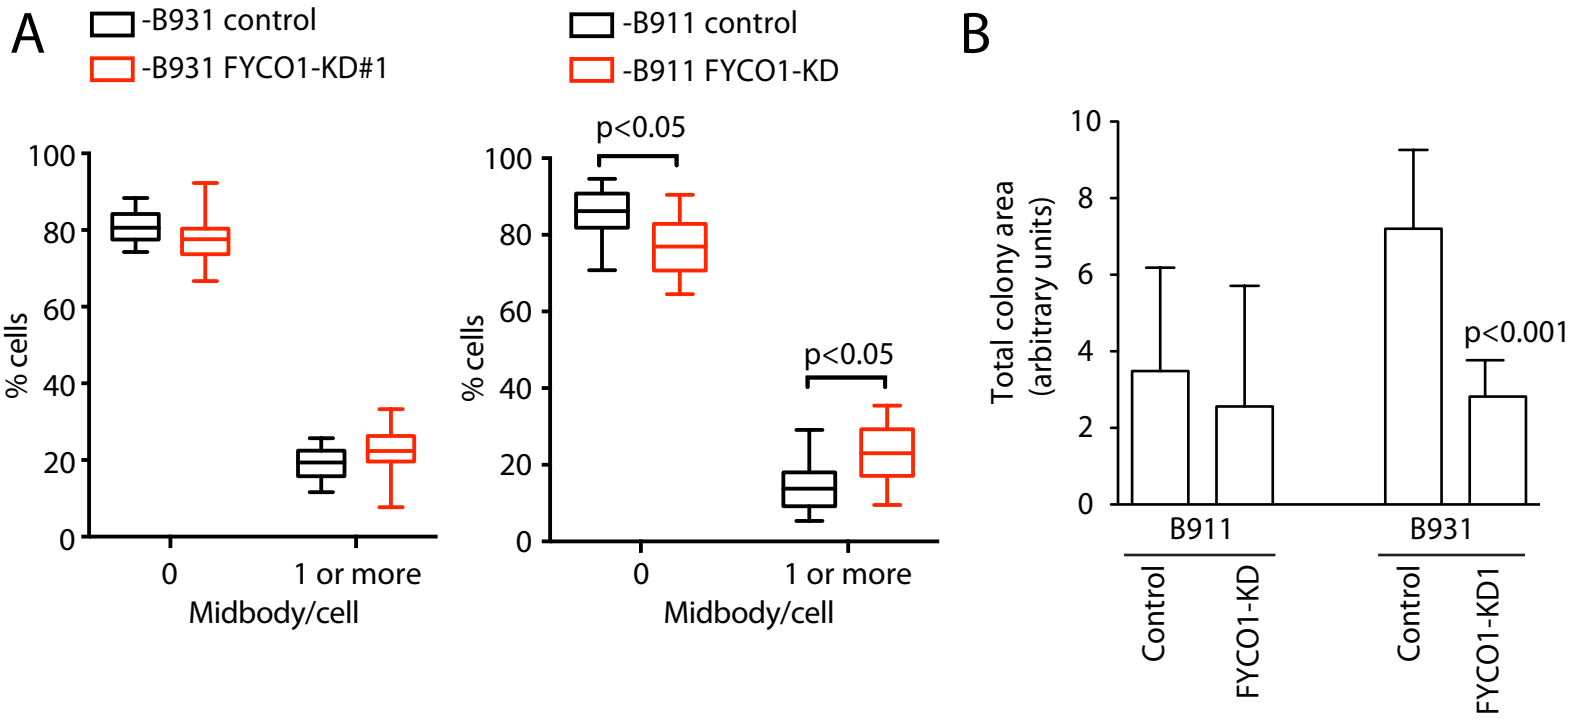 A
-B931 control
-B931 FYCO1-KD#1
% cells
100
80
60
40
20
0
0
1 or more
Midbody/cell
-B911 control
-B911 FYCO1-KD
p<0.05
p<0.05
% cells
100
80
60
40
20
0
0
1 or more
Midbody/cell
B
Total colony area
(arbitrary units)
10
8
6
4
2
0
p<0.001
B911
B931
Control
FYCO1-KD
Control
FYCO1-KD1